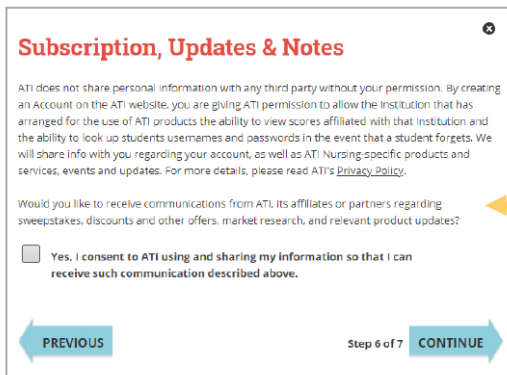 Subscription, Updates & Notes
ATI does not share personal information with any third party without your permission. By creating
an Account on the ATI website, you are giving ATI permission to allow the Institution that has
arranged for the use of ATI products the ability to view scores affiliated with that Institution and
the ability to look up students usernames and passwords in the event that a student forgets. We
will share info with you regarding your account, as well as ATI Nursing-specific products and
services, events and updates. For more details, please read ATI's Privacy Policy.
Would you like to receive communications from ATI, its affiliates or partners regarding
sweepstakes, discounts and other offers, market research, and relevant product updates?
Yes, I consent to ATI using and sharing my information so that I can
receive such communication described above.
PREVIOUS
Step 6 of 7
CONTINUE